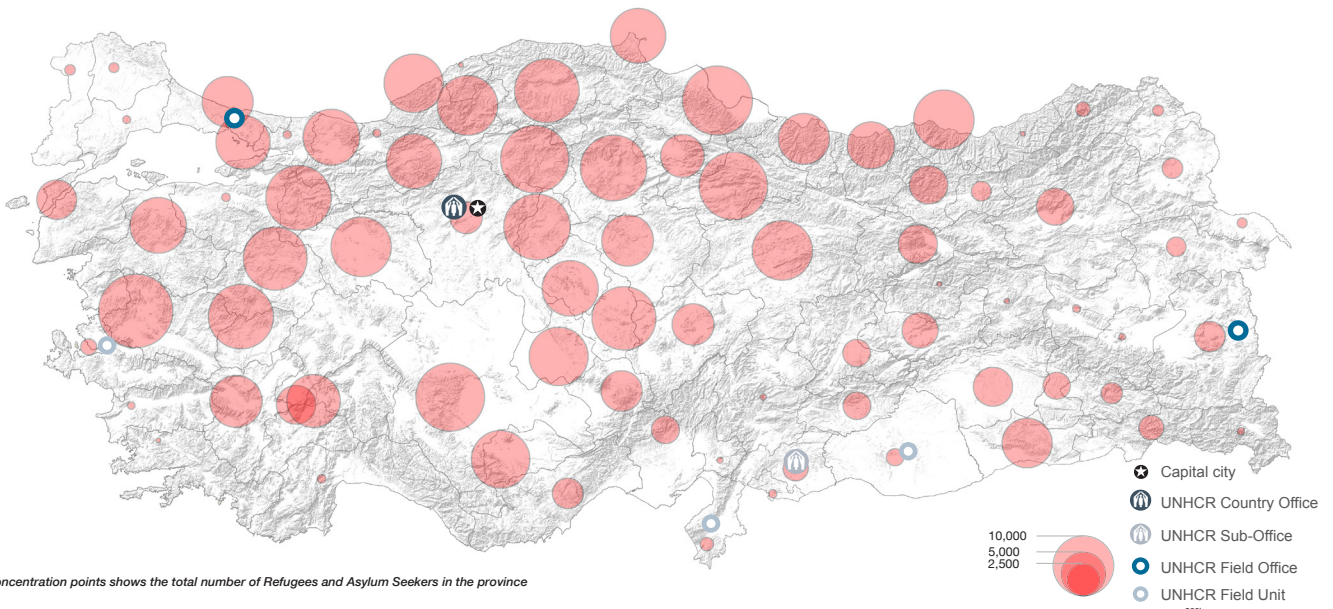 Capital city
UNHCR Country Office
UNHCR Sub-Office
10,000
5,000
2,500
UNHCR Field Office
UNHCR Field Unit
oncentration points shows the total number of Refugees and Asylum Seekers in the province